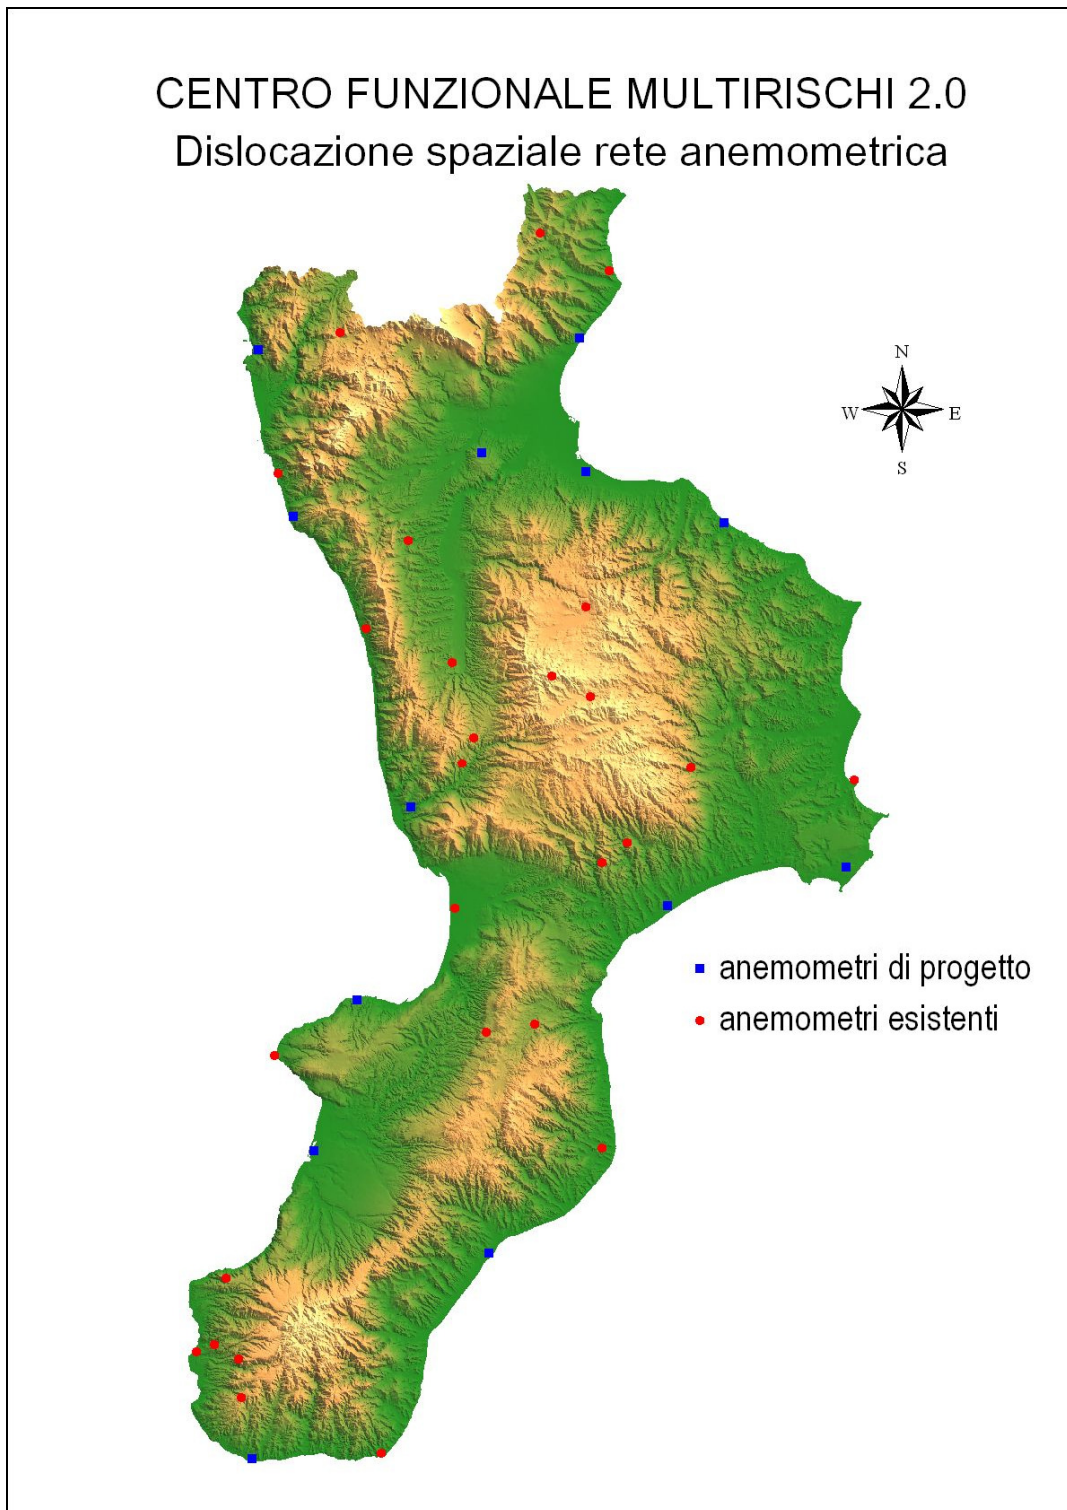 CENTRO FUNZIONALE MULTIRISCHI 2.0
Dislocazione spaziale rete anemometrica
N
W E
S
anemometri di progetto
anemometri esistenti